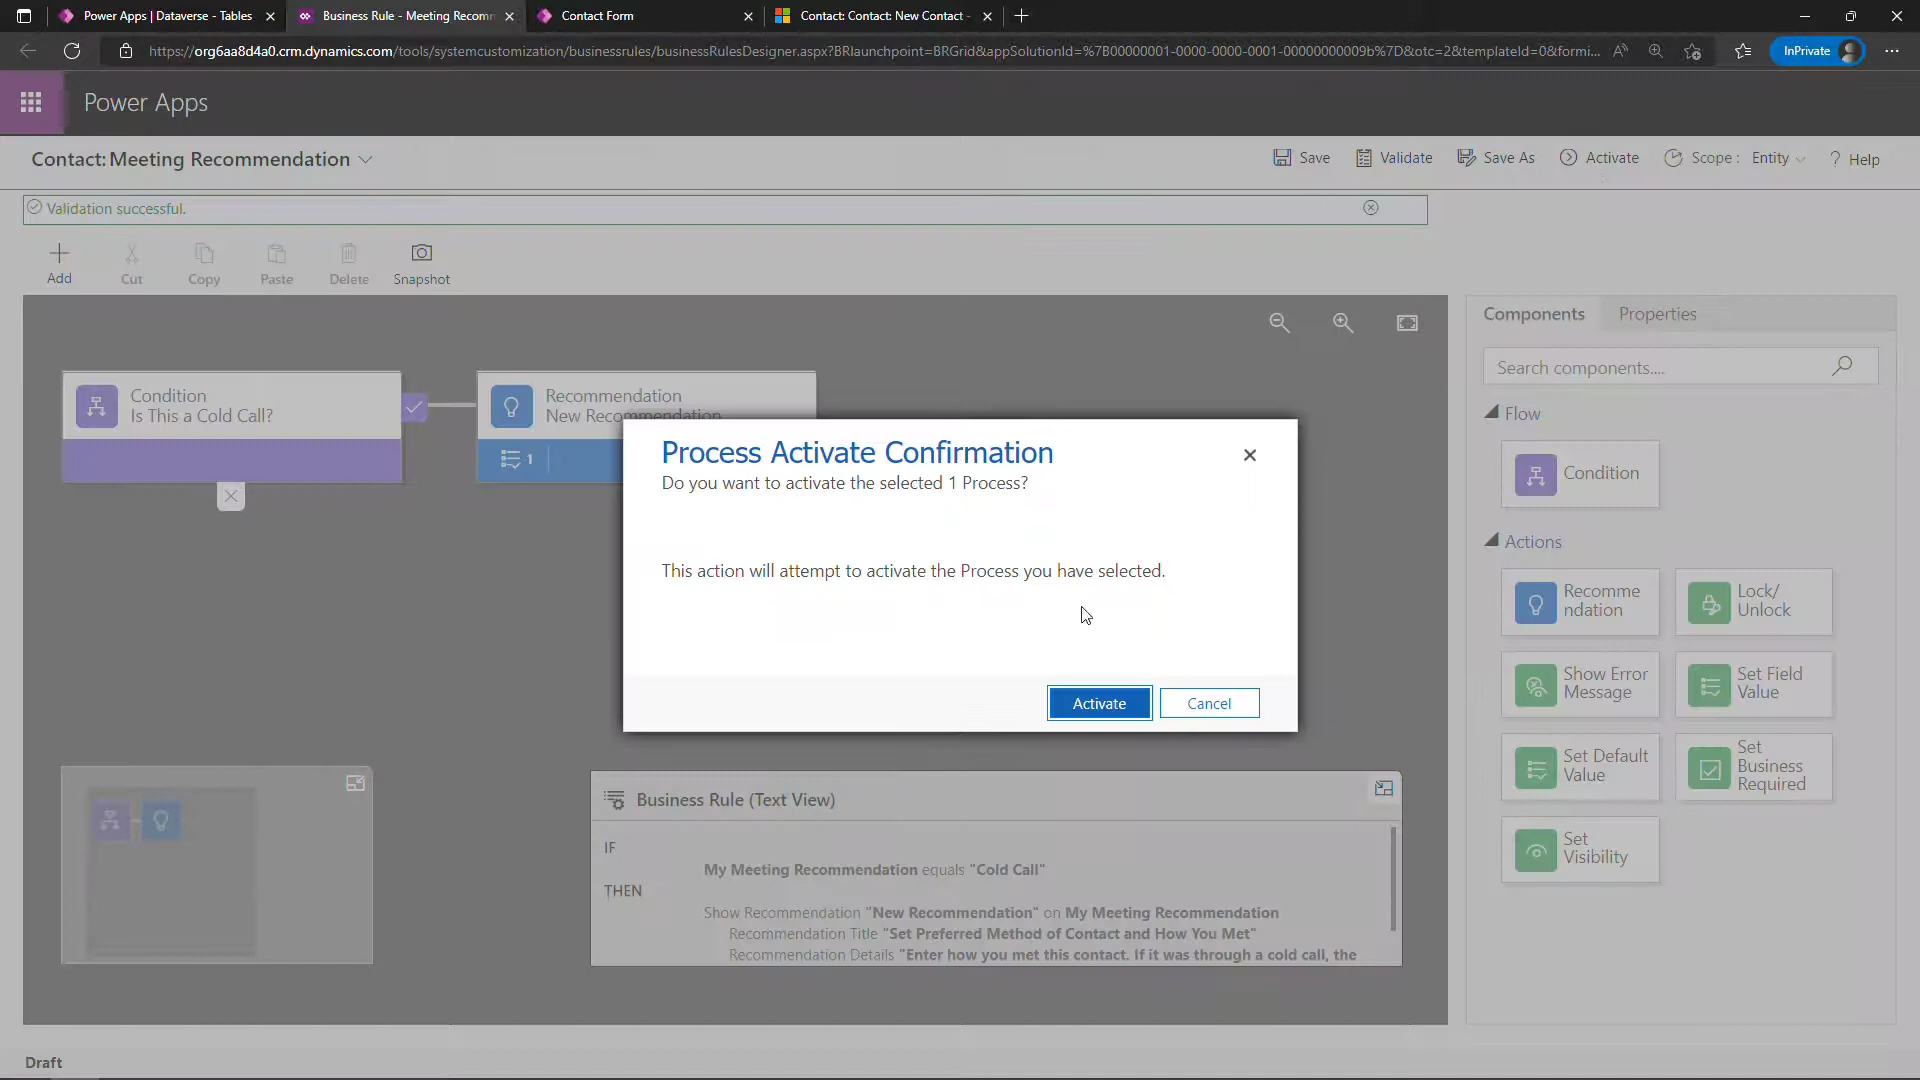 Power Apps | Dataverse - Tables
Business Rule - Meeting Recomm
Contact Form
Contact: Contact: New Contact -
https://org6aa8d4a0.crm.dynamics.com/tools/systemcustomization/businessrules/businessRulesDesigner.aspx?BRlaunchpoint=BRGrid&appSolutionId=%7B00000001-0000-0000-0001-00000000009b%7D&otc=2&templateId=0&formi...
InPrivate
Power Apps
Contact: Meeting Recommendation
Save
Validate
Save As
Activate
Scope :
Entity
? Help
Validation successful.
Add
Cut
Copy
Paste
Delete
Snapshot
Condition
Is This a Cold Call?
Recommendation
New Recommendation
1
Process Activate Confirmation
Do you want to activate the selected 1 Process?
This action will attempt to activate the Process you have selected.
Activate
Cancel
Business Rule (Text View)
IF
My Meeting Recommendation equals "Cold Call"
THEN
Show Recommendation "New Recommendation" on My Meeting Recommendation
Recommendation Title "Set Preferred Method of Contact and How You Met"
Recommendation Details "Enter how you met this contact. If it was through a cold call, the
Components
Properties
Search components....
Flow
Condition
Actions
Recomme
ndation
Lock/
Unlock
Show Error
Message
Set Field
Value
Set Default
Value
Set
Business
Required
Set
Visibility
Draft